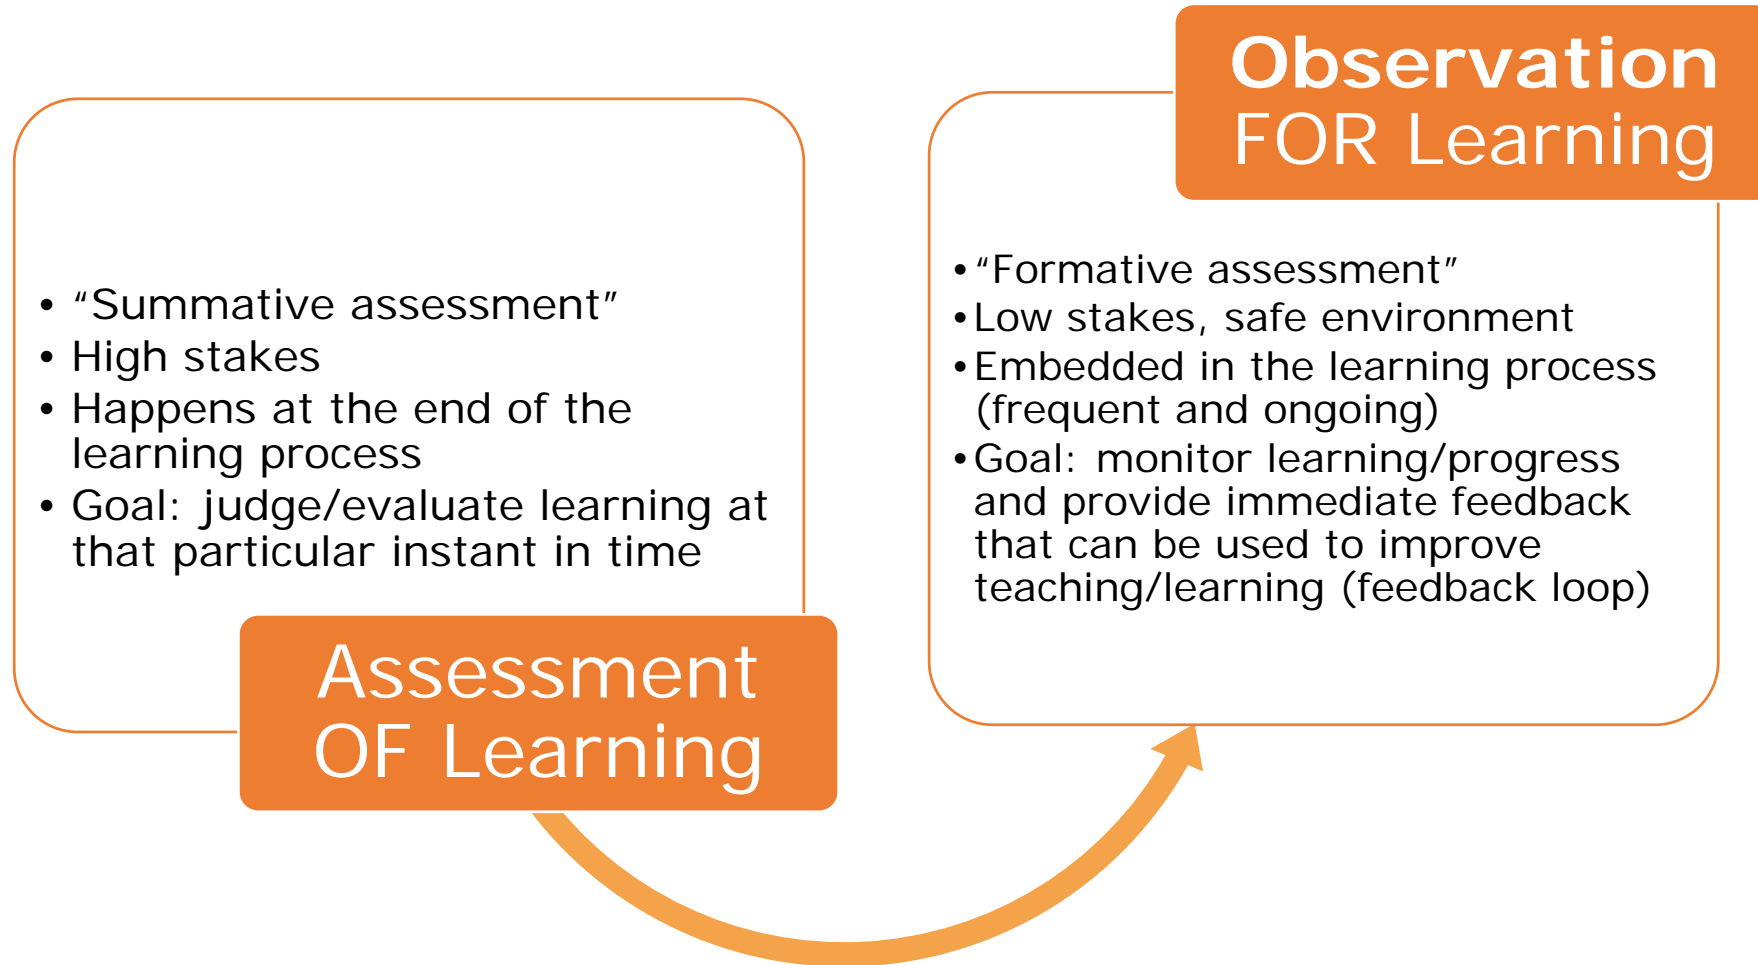 • “Summative assessment”
• High stakes
• Happens at the end of the
learning process
• Goal: judge/evaluate learning at
that particular instant in time
Assessment
OF Learning
Observation
FOR Learning
• “Formative assessment”
• Low stakes, safe environment
• Embedded in the learning process
(frequent and ongoing)
• Goal: monitor learning/progress
and provide immediate feedback
that can be used to improve
teaching/learning (feedback loop)